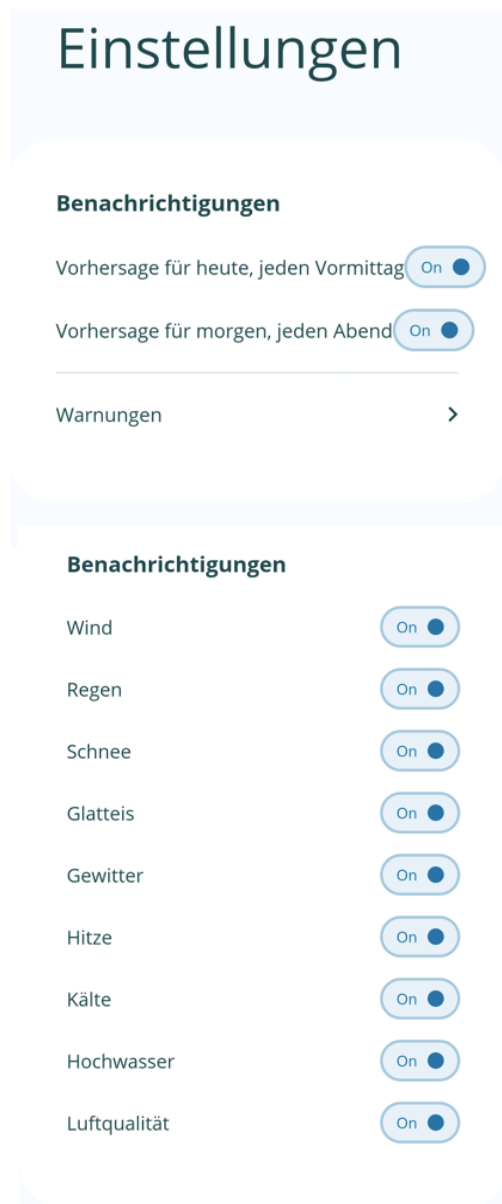 Einstellungen
Benachrichtigungen
Vorhersage für heute, jeden Vormittag On
Vorhersage für morgen, jeden Abend On
Warnungen
Benachrichtigungen
Wind On
Regen On
Schnee On
Glatteis On
Gewitter On
Hitze On
Kälte On
Hochwasser On
Luftqualität On